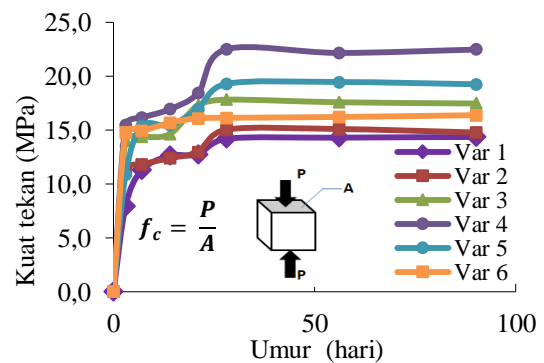 Kuat tekan (MPa)
25,0
20,0
15,0
10,0
5,0
0,0
0
50
100
Umur (hari)
f_c = P/A
P
A
P
Var 1
Var 2
Var 3
Var 4
Var 5
Var 6